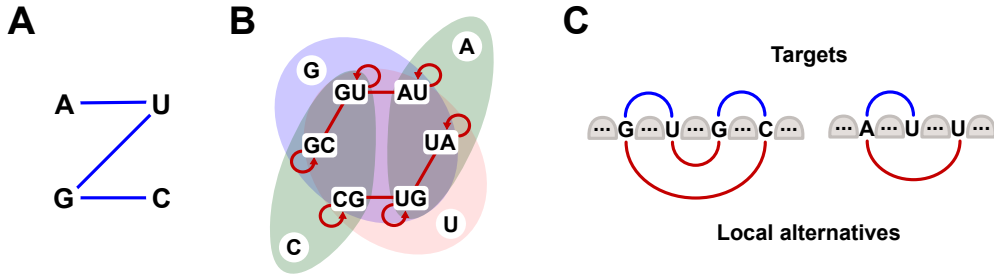 A
A U
G C
B
G
A
GU AU
GC UA
CG UG
C
U
C
Targets
... G ... U ... G ... C ...
... A ... U ... U ...
Local alternatives